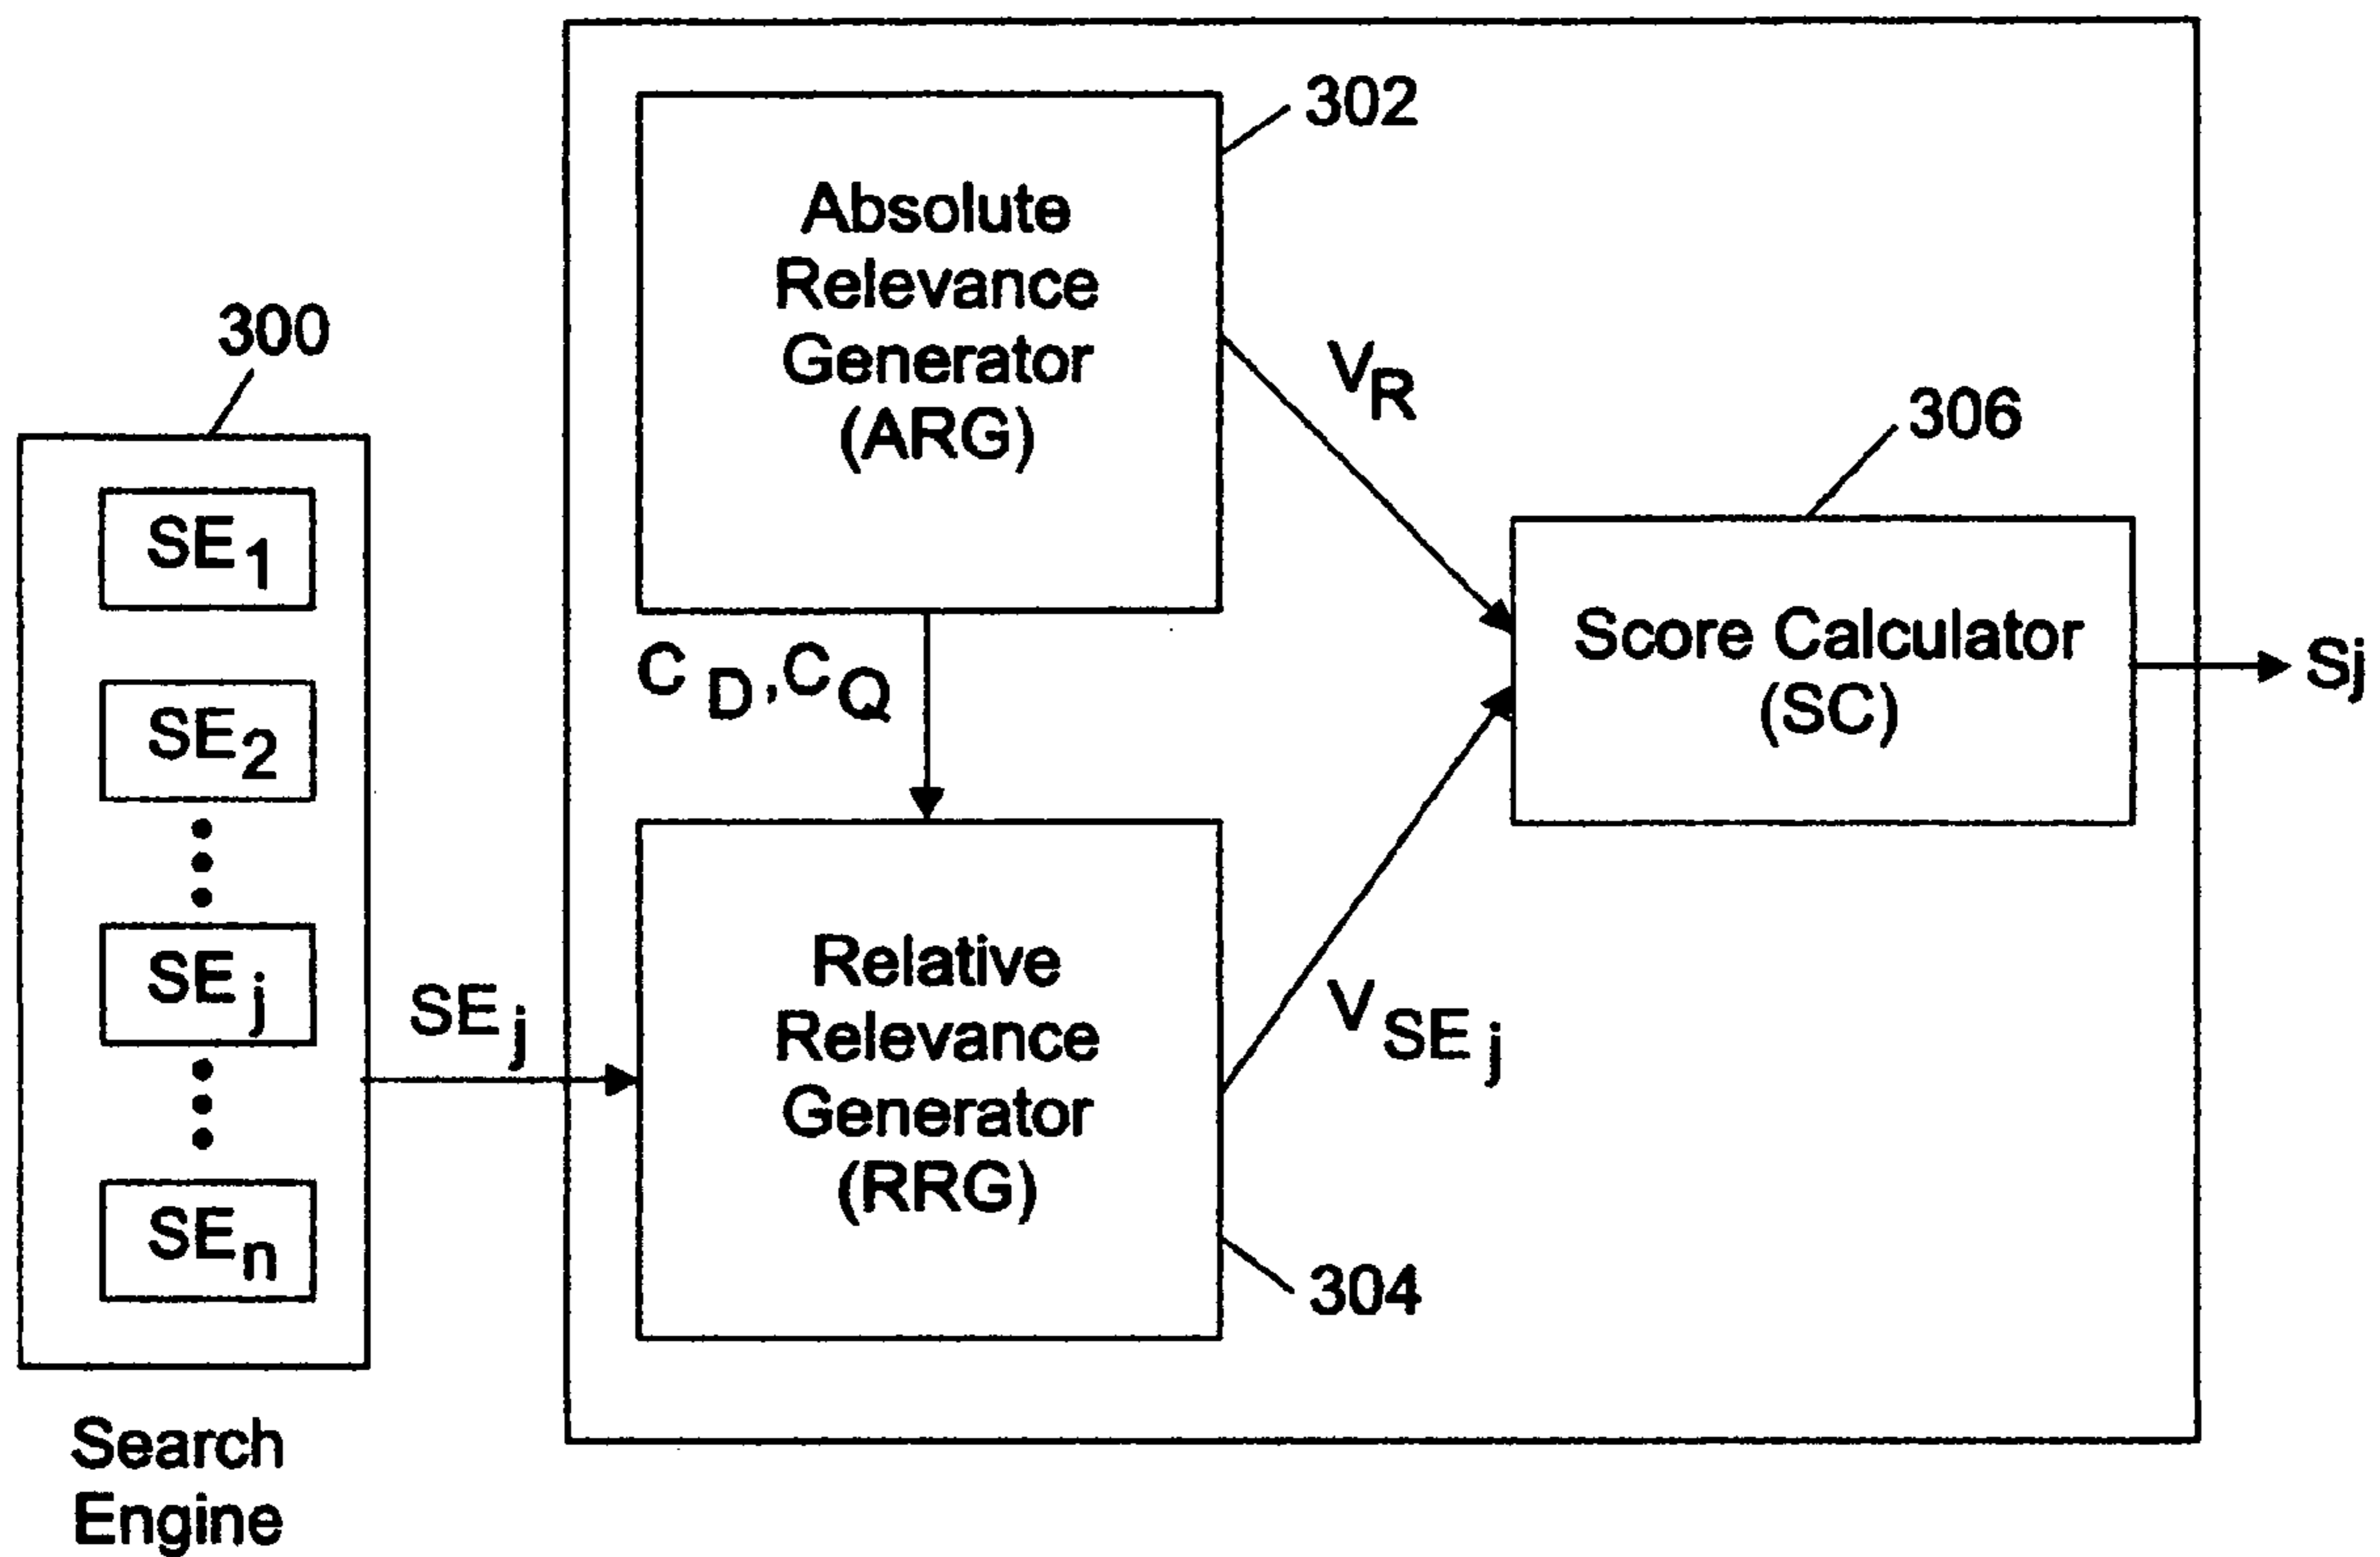 302
Absolute
Relevance
Generator
(ARG)
300
V_R
306
SE_1
Score Calculator
(SC)
Sj
C_D,C_Q
SE_2
SE_j
SE_j
Relative
Relevance
Generator
(RRG)
V_SE_j
SE_n
304
Search
Engine